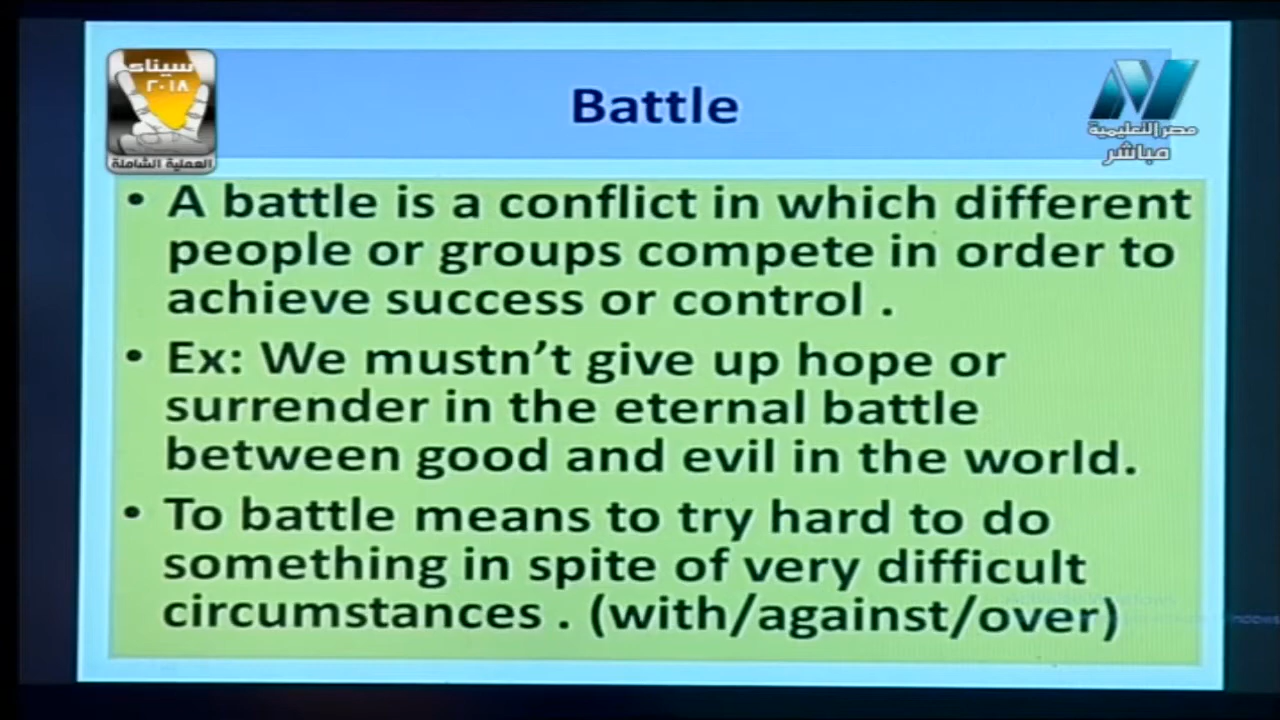 سيناء
٢٠١٨
العملية الشاملة
Battle
مصر التعليمية
مباشر
• A battle is a conflict in which different
people or groups compete in order to
achieve success or control .
• Ex: We mustn’t give up hope or
surrender in the eternal battle
between good and evil in the world.
• To battle means to try hard to do
something in spite of very difficult
circumstances . (with/against/over)